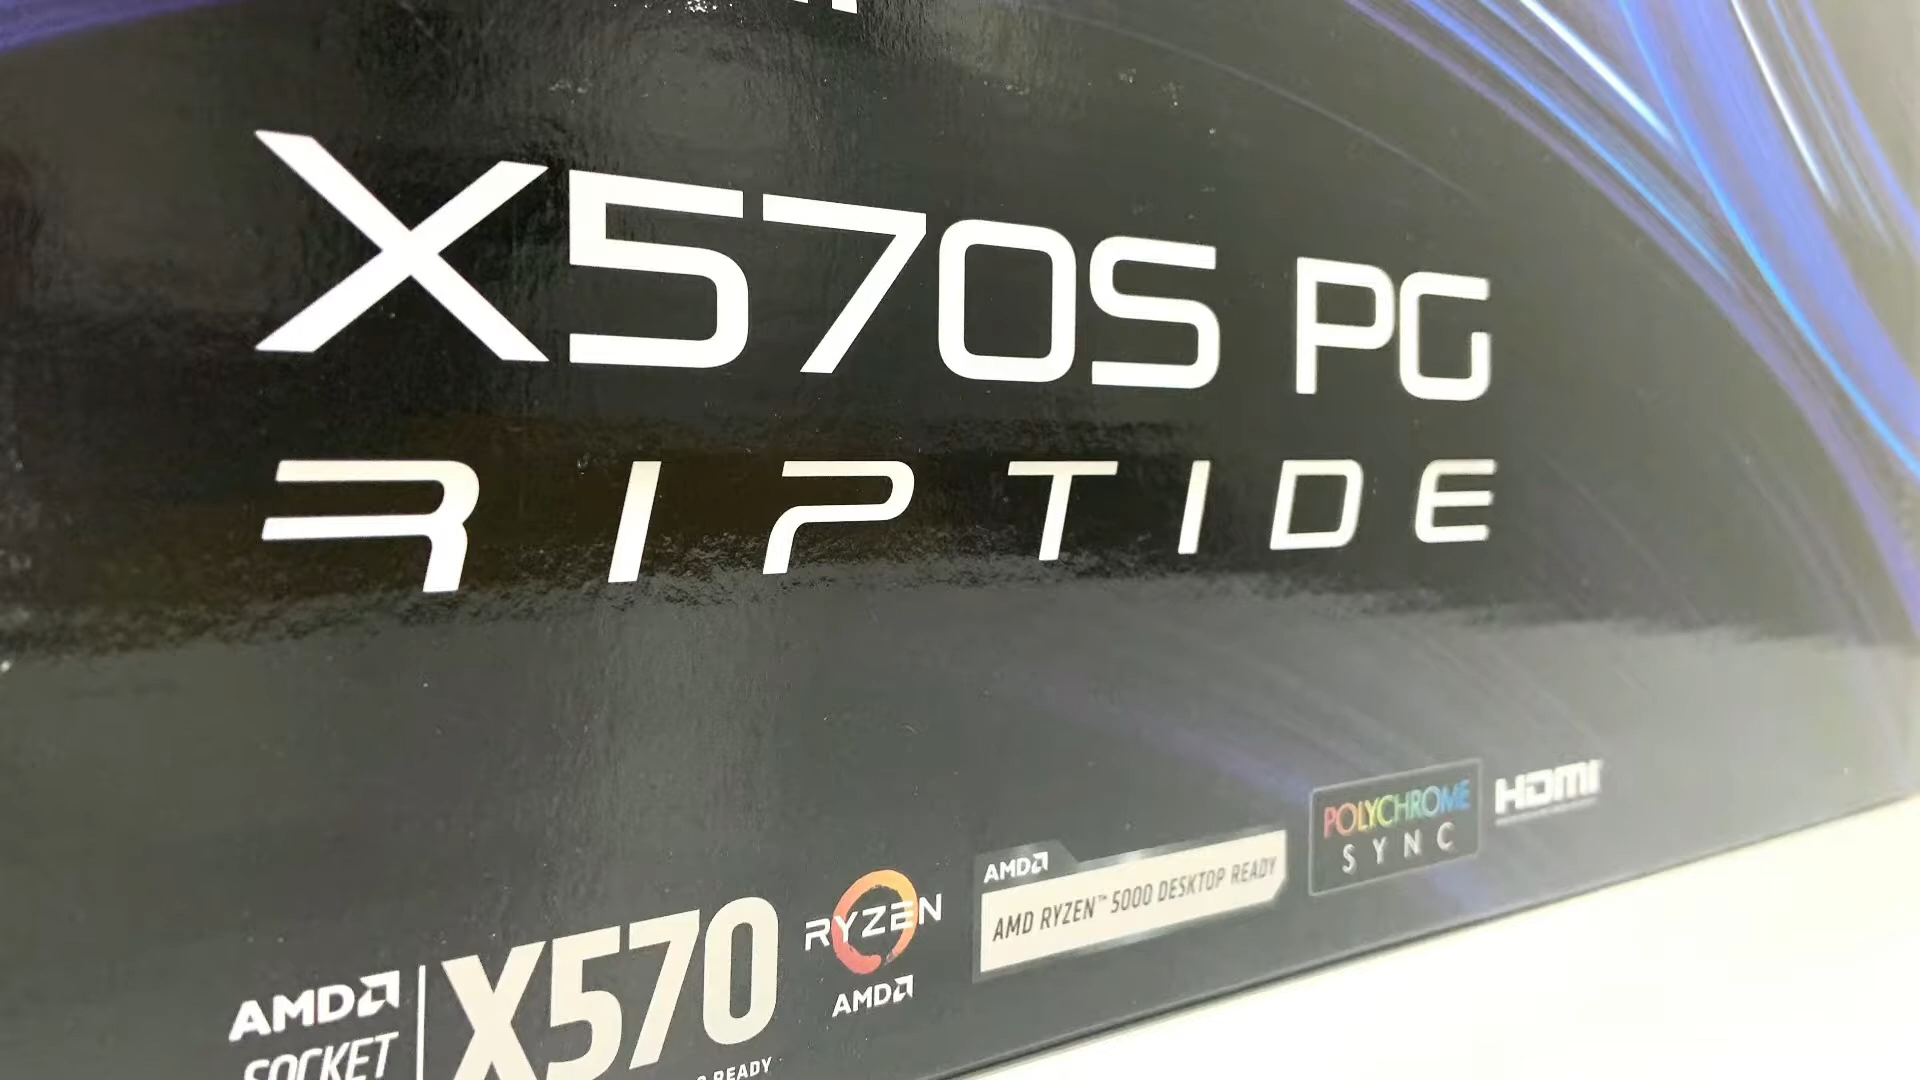 X570S PG
RIPTIDE
AMD
SOCKET
X570
READY
RYZEN
AMD
AMD
AMD RYZEN™ 5000 DESKTOP READY
POLYCHROME
SYNC
HDMI